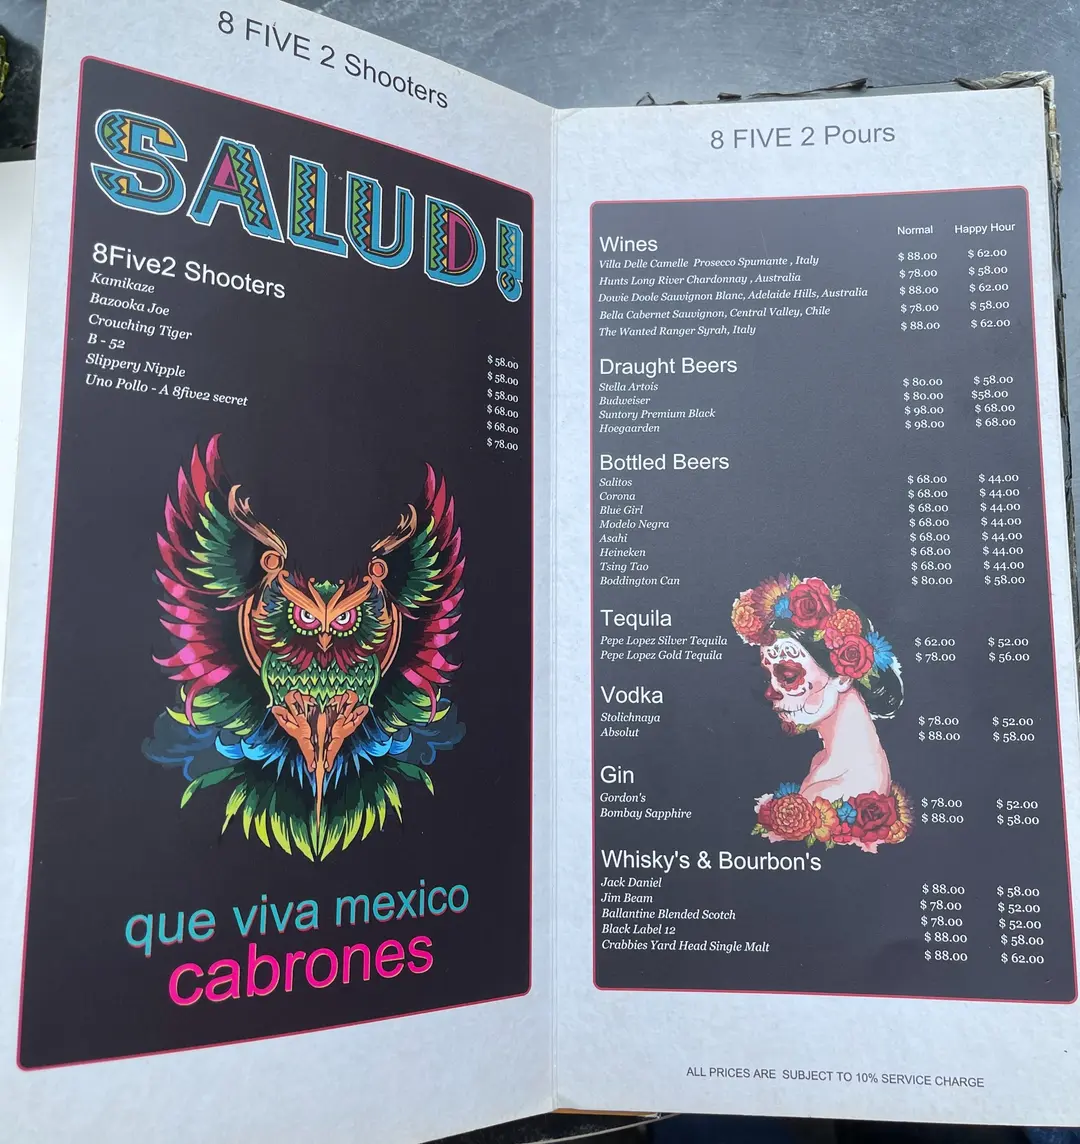 8 FIVE 2 Shooters
SALUD!
8Five2 Shooters
Kamikaze $ 58.00
Bazooka Joe $ 58.00
Crouching Tiger $ 58.00
B - 52 $ 68.00
Slippery Nipple $ 68.00
Uno Pollo - A 8five2 secret $ 78.00
que viva mexico
cabrones
8 FIVE 2 Pours
Normal Happy Hour
Wines
Villa Delle Camelle Prosecco Spumante , Italy $ 88.00 $ 62.00
Hunts Long River Chardonnay , Australia $ 78.00 $ 58.00
Dowie Doole Sauvignon Blanc, Adelaide Hills, Australia $ 88.00 $ 62.00
Bella Cabernet Sauvignon, Central Valley, Chile $ 78.00 $ 58.00
The Wanted Ranger Syrah, Italy $ 88.00 $ 62.00
Draught Beers
Stella Artois $ 80.00 $ 58.00
Budweiser $ 80.00 $58.00
Suntory Premium Black $ 98.00 $ 68.00
Hoegaarden $ 98.00 $ 68.00
Bottled Beers
Salitos $ 68.00 $ 44.00
Corona $ 68.00 $ 44.00
Blue Girl $ 68.00 $ 44.00
Modelo Negra $ 68.00 $ 44.00
Asahi $ 68.00 $ 44.00
Heineken $ 68.00 $ 44.00
Tsing Tao $ 68.00 $ 44.00
Boddington Can $ 80.00 $ 58.00
Tequila
Pepe Lopez Silver Tequila $ 62.00 $ 52.00
Pepe Lopez Gold Tequila $ 78.00 $ 56.00
Vodka
Stolichnaya $ 78.00 $ 52.00
Absolut $ 88.00 $ 58.00
Gin
Gordon's $ 78.00 $ 52.00
Bombay Sapphire $ 88.00 $ 58.00
Whisky's & Bourbon's
Jack Daniel $ 88.00 $ 58.00
Jim Beam $ 78.00 $ 52.00
Ballantine Blended Scotch $ 78.00 $ 52.00
Black Label 12 $ 88.00 $ 58.00
Crabbies Yard Head Single Malt $ 88.00 $ 62.00
ALL PRICES ARE SUBJECT TO 10% SERVICE CHARGE